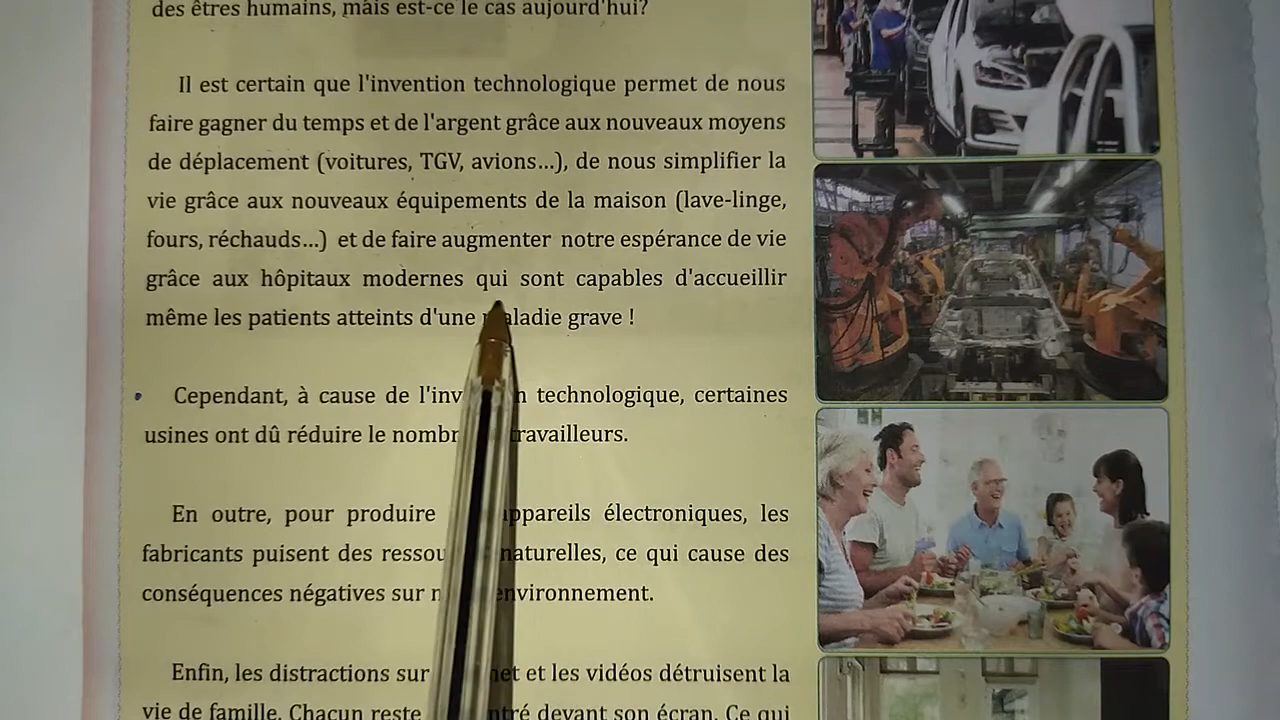 des êtres humains, mais est-ce le cas aujourd'hui?
Il est certain que l'invention technologique permet de nous
faire gagner du temps et de l'argent grâce aux nouveaux moyens
de déplacement (voitures, TGV, avions...), de nous simplifier la
vie grâce aux nouveaux équipements de la maison (lave-linge,
fours, réchauds...) et de faire augmenter notre espérance de vie
grâce aux hôpitaux modernes qui sont capables d'accueillir
même les patients atteints d'une maladie grave !
Cependant, à cause de l'invention technologique, certaines
usines ont dû réduire le nombre travailleurs.
En outre, pour produire appareils électroniques, les
fabricants puisent des ressources naturelles, ce qui cause des
conséquences négatives sur environnement.
Enfin, les distractions sur et les vidéos détruisent la
vie de famille. Chacun reste devant son écran. Ce qui